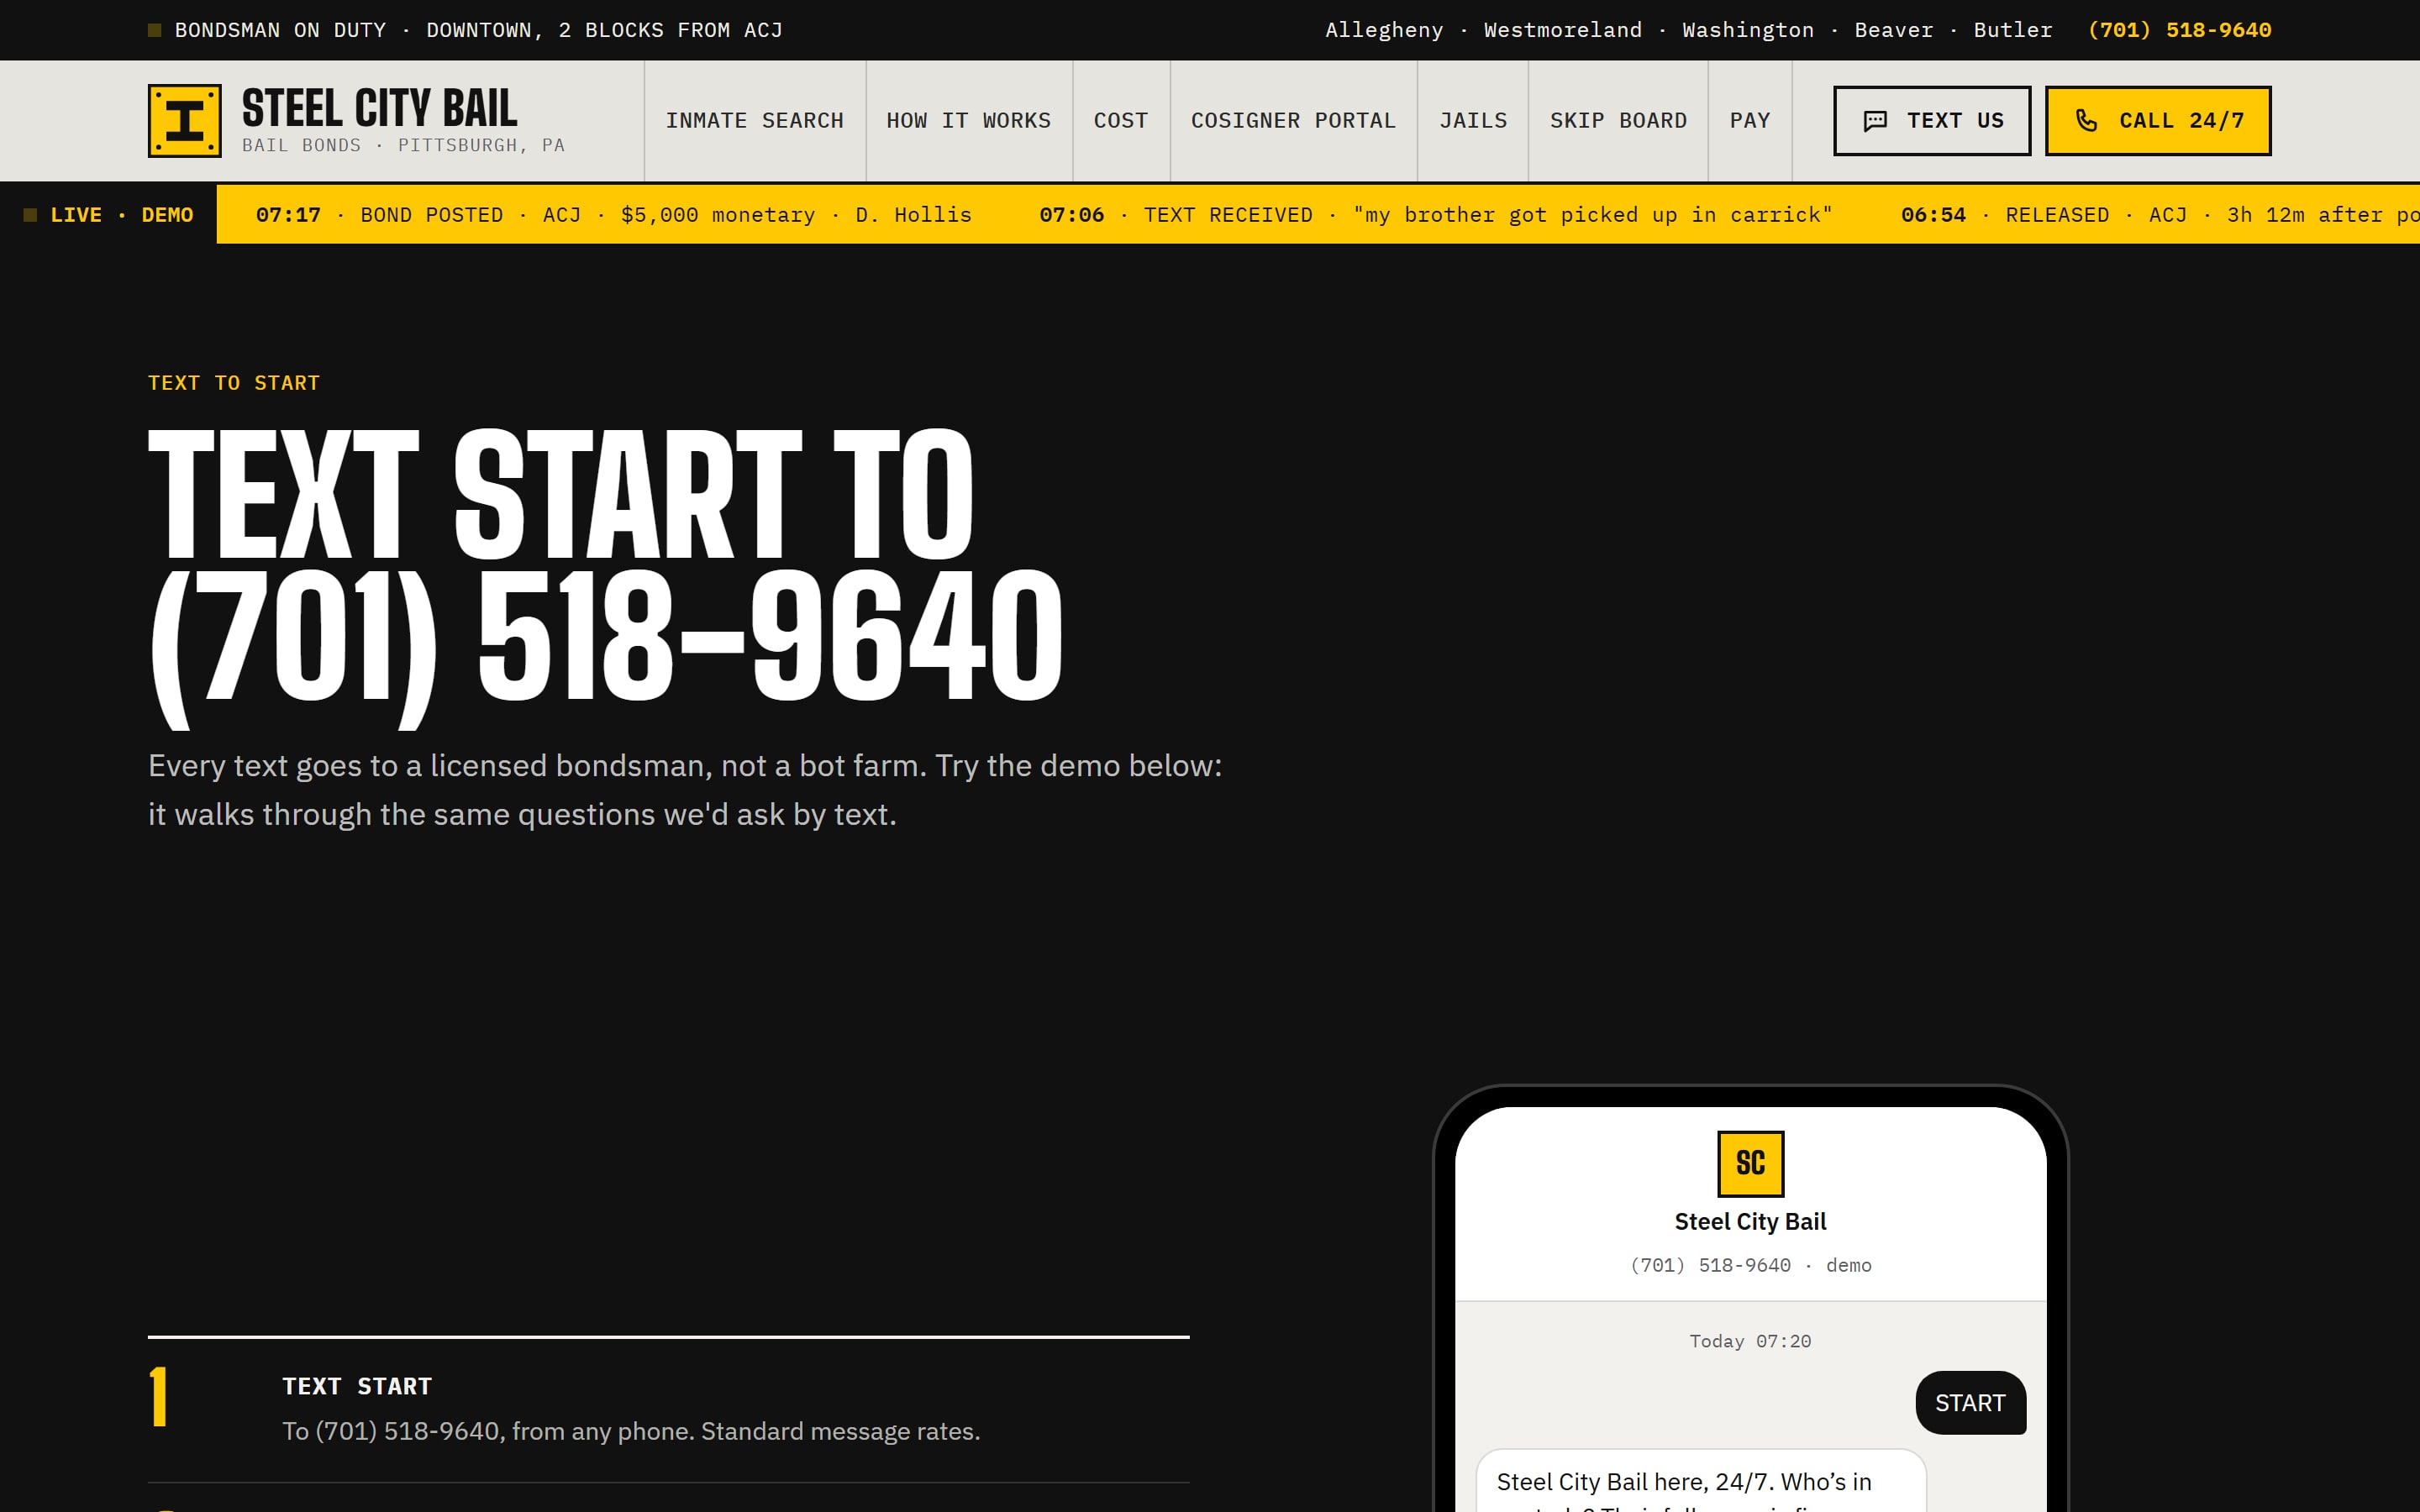 BONDSMAN ON DUTY · DOWNTOWN, 2 BLOCKS FROM ACJ
Allegheny · Westmoreland · Washington · Beaver · Butler (701) 518-9640
STEEL CITY BAIL
BAIL BONDS · PITTSBURGH, PA
INMATE SEARCH
HOW IT WORKS
COST
COSIGNER PORTAL
JAILS
SKIP BOARD
PAY
TEXT US
CALL 24/7
LIVE · DEMO
07:17 · BOND POSTED · ACJ · $5,000 monetary · D. Hollis
07:06 · TEXT RECEIVED · "my brother got picked up in carrick"
06:54 · RELEASED · ACJ · 3h 12m after
TEXT TO START
TEXT START TO
(701) 518-9640
Every text goes to a licensed bondsman, not a bot farm. Try the demo below:
it walks through the same questions we'd ask by text.
SC
Steel City Bail
(701) 518-9640 · demo
Today 07:20
START
Steel City Bail here, 24/7. Who’s in
1
TEXT START
To (701) 518-9640, from any phone. Standard message rates.